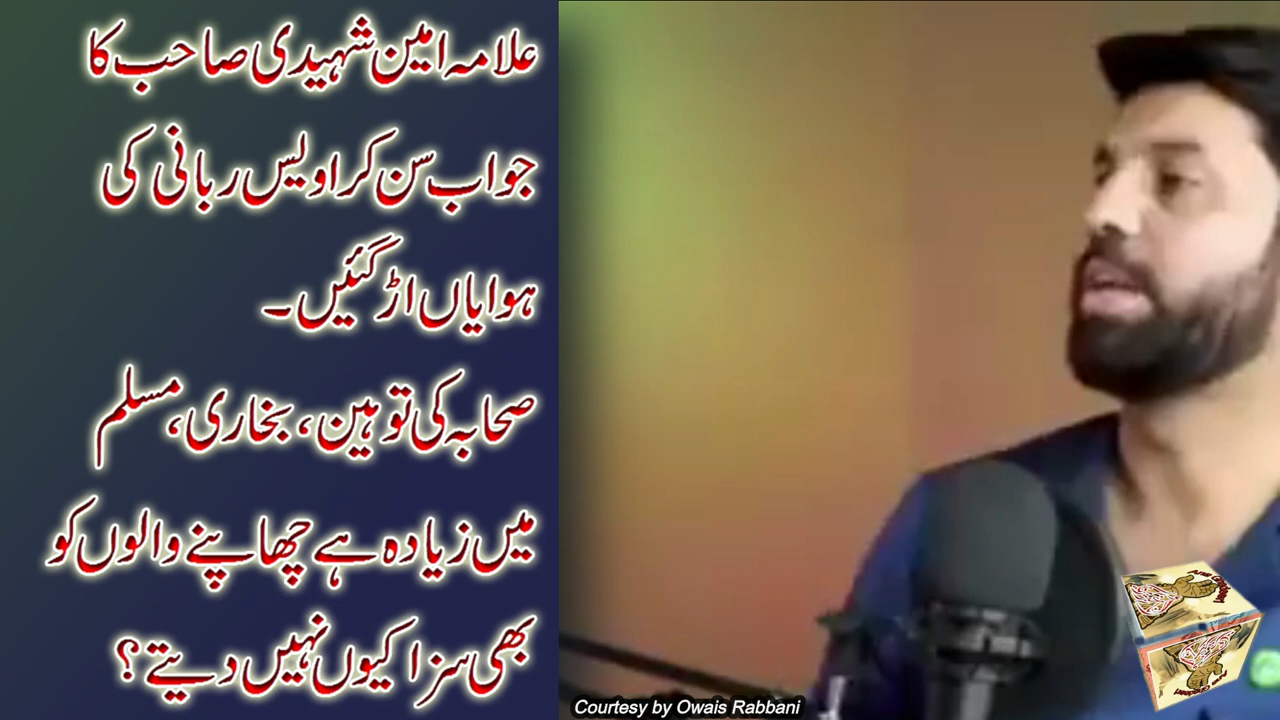 علامہ امین شہیدی صاحب کا
جواب سن کر اویس ربانی کی
ہوایاں اڑ گئیں۔
صحابہ کی توہین، بخاری، مسلم
میں زیادہ ہے چھاپنے والوں کو
بھی سزا کیوں نہیں دیتے؟
Courtesy by Owais Rabbani